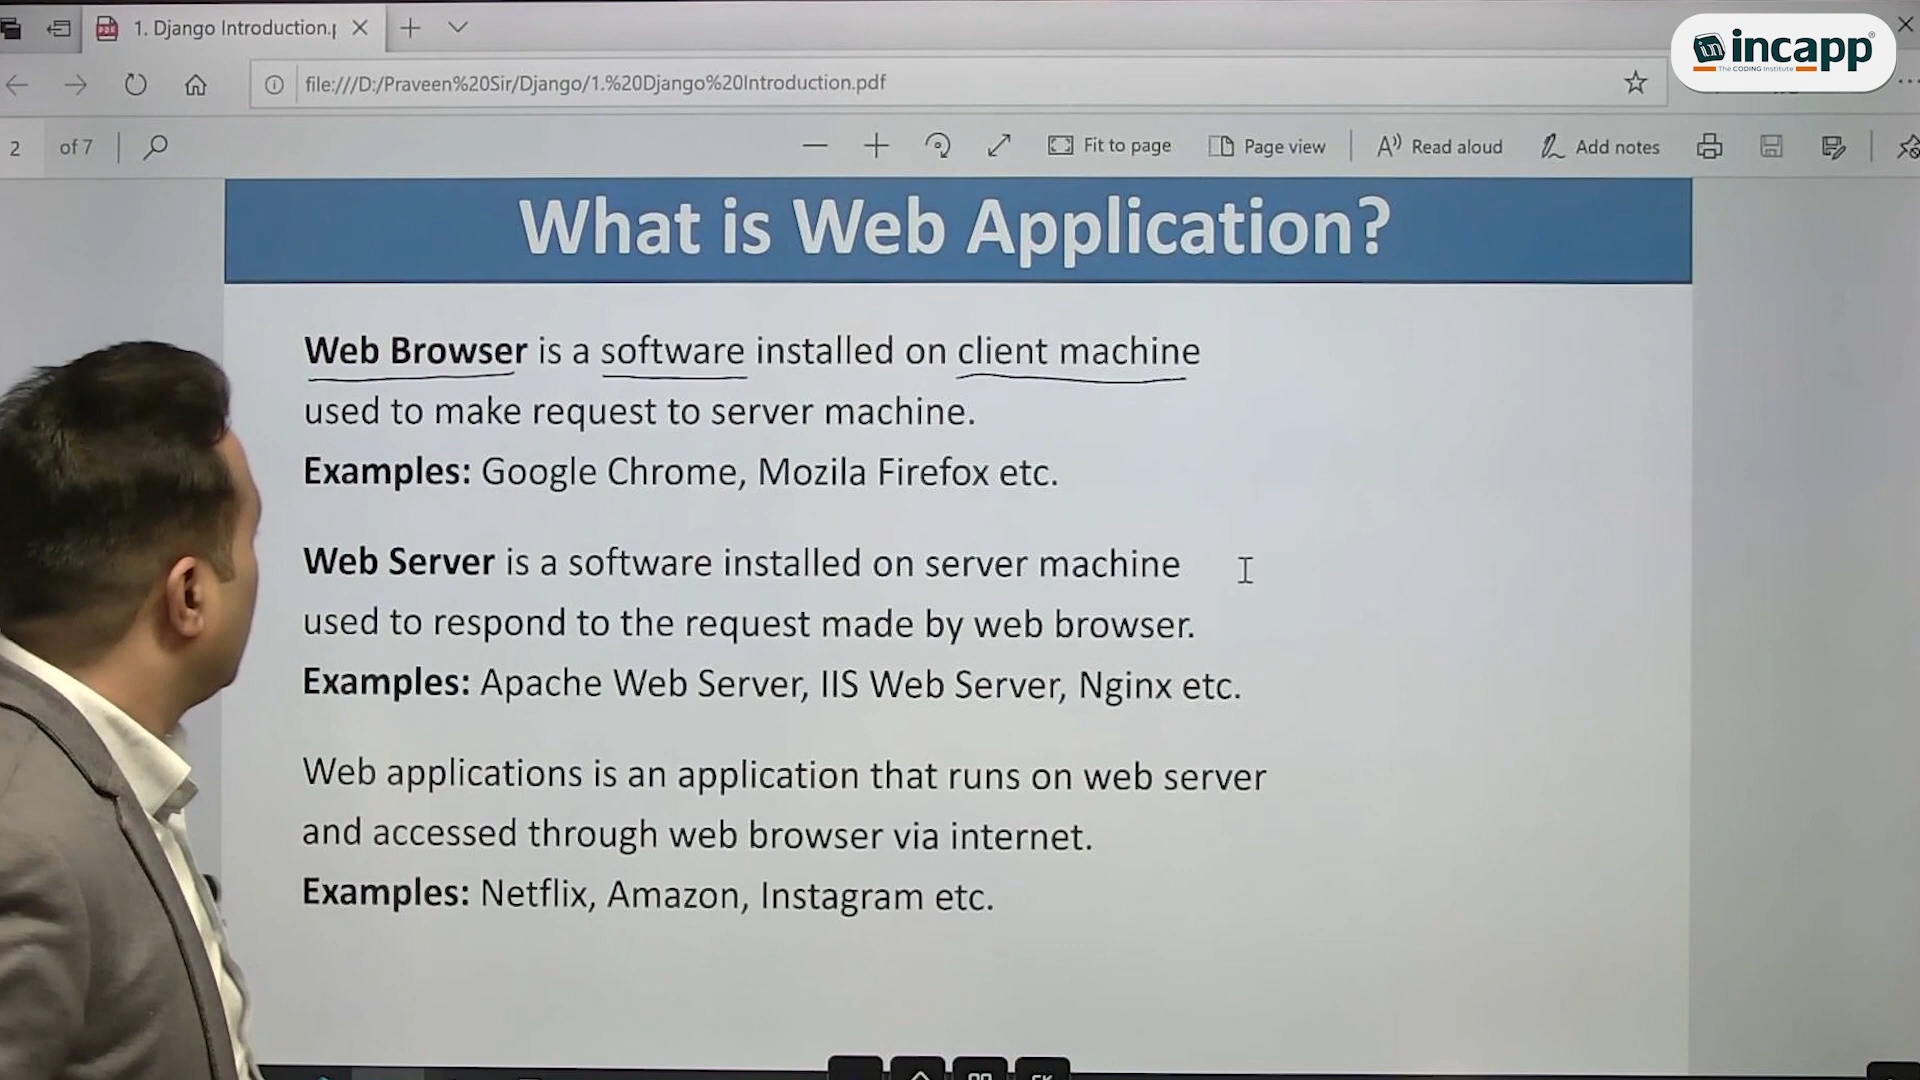 1. Django Introduction.p
incapp
The CODING Institute
file:///D:/Praveen%20Sir/Django/1.%20Django%20Introduction.pdf
2 of 7 Fit to page Page view Read aloud Add notes
What is Web Application?
Web Browser is a software installed on client machine
used to make request to server machine.
Examples: Google Chrome, Mozila Firefox etc.
Web Server is a software installed on server machine
used to respond to the request made by web browser.
Examples: Apache Web Server, IIS Web Server, Nginx etc.
Web applications is an application that runs on web server
and accessed through web browser via internet.
Examples: Netflix, Amazon, Instagram etc.